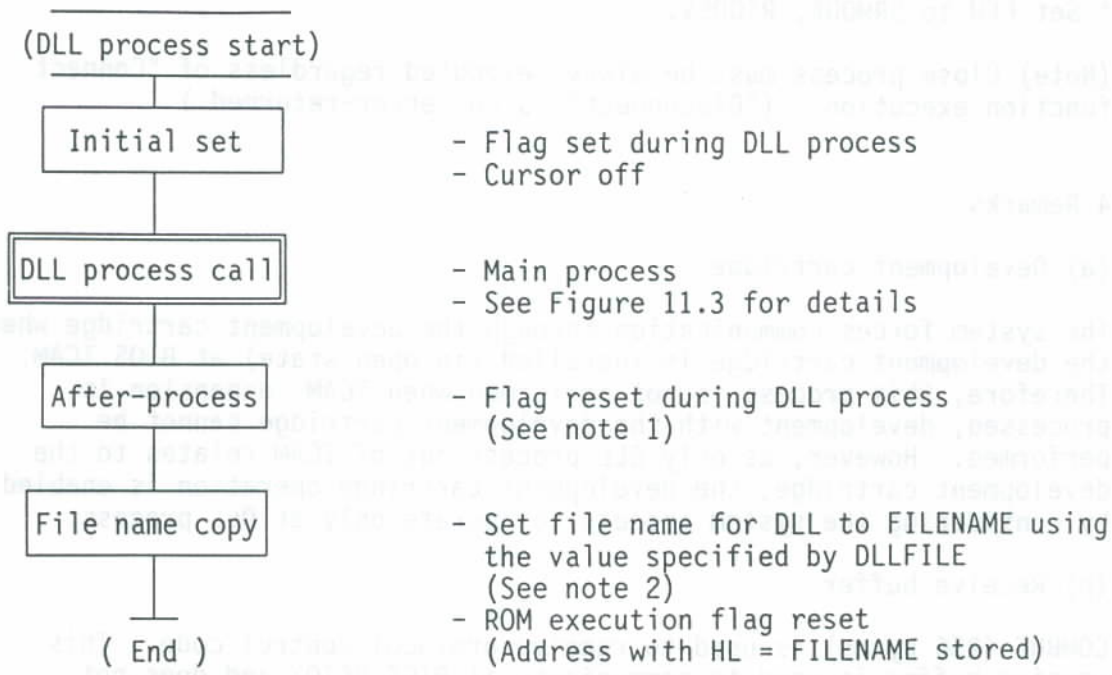 (DLL process start)
Initial set
- Flag set during DLL process
- Cursor off
DLL process call
- Main process
- See Figure 11.3 for details
After-process
- Flag reset during DLL process
(See note 1)
File name copy
- Set file name for DLL to FILENAME using
the value specified by DLLFILE
(See note 2)
- ROM execution flag reset
( End )
(Address with HL = FILENAME stored)